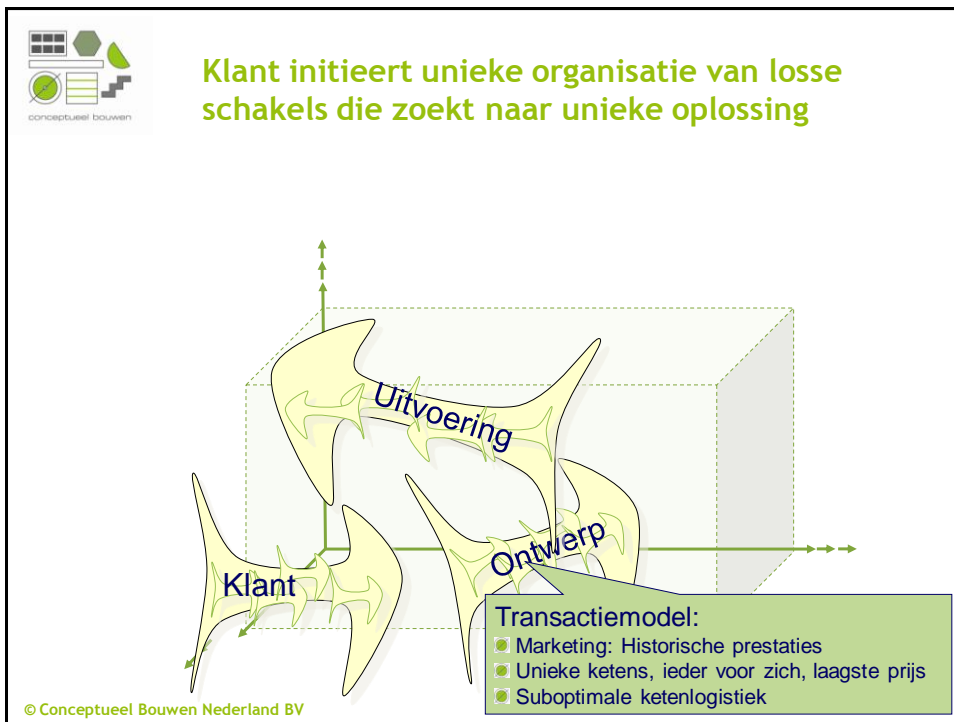 conceptueel bouwen
Klant initieert unieke organisatie van losse
schakels die zoekt naar unieke oplossing
Uitvoering
Ontwerp
Klant
Transactiemodel:
Marketing: Historische prestaties
Unieke ketens, ieder voor zich, laagste prijs
Suboptimale ketenlogistiek
© Conceptueel Bouwen Nederland BV